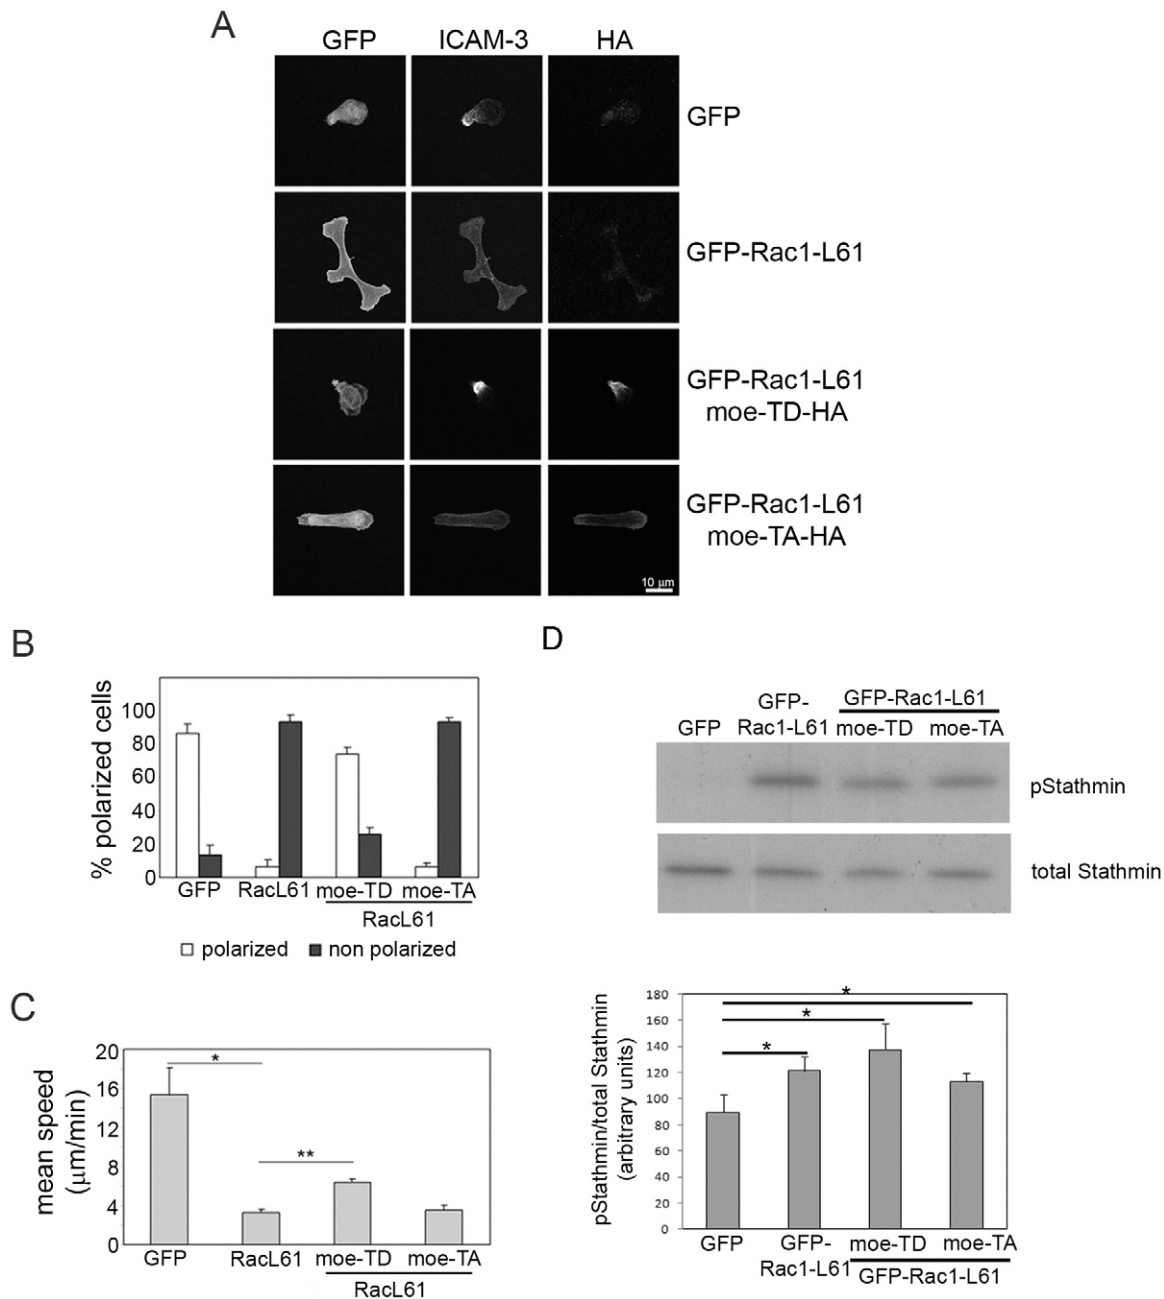 A
GFP ICAM-3 HA
GFP
GFP-Rac1-L61
GFP-Rac1-L61
moe-TD-HA
GFP-Rac1-L61
moe-TA-HA
10 µm
B
% polarized cells
100
80
60
40
20
0
GFP RacL61 moe-TD moe-TA
RacL61
polarized non polarized
C
mean speed
(µm/min)
20
16
12
8
4
0
*
**
GFP RacL61 moe-TD moe-TA
RacL61
D
GFP GFP-
Rac1-L61
GFP-Rac1-L61
moe-TD moe-TA
pStathmin
total Stathmin
pStathmin/total Stathmin
(arbitrary units)
180
160
140
120
100
80
60
40
20
0
*
*
*
GFP GFP-
Rac1-L61
moe-TD moe-TA
GFP-Rac1-L61